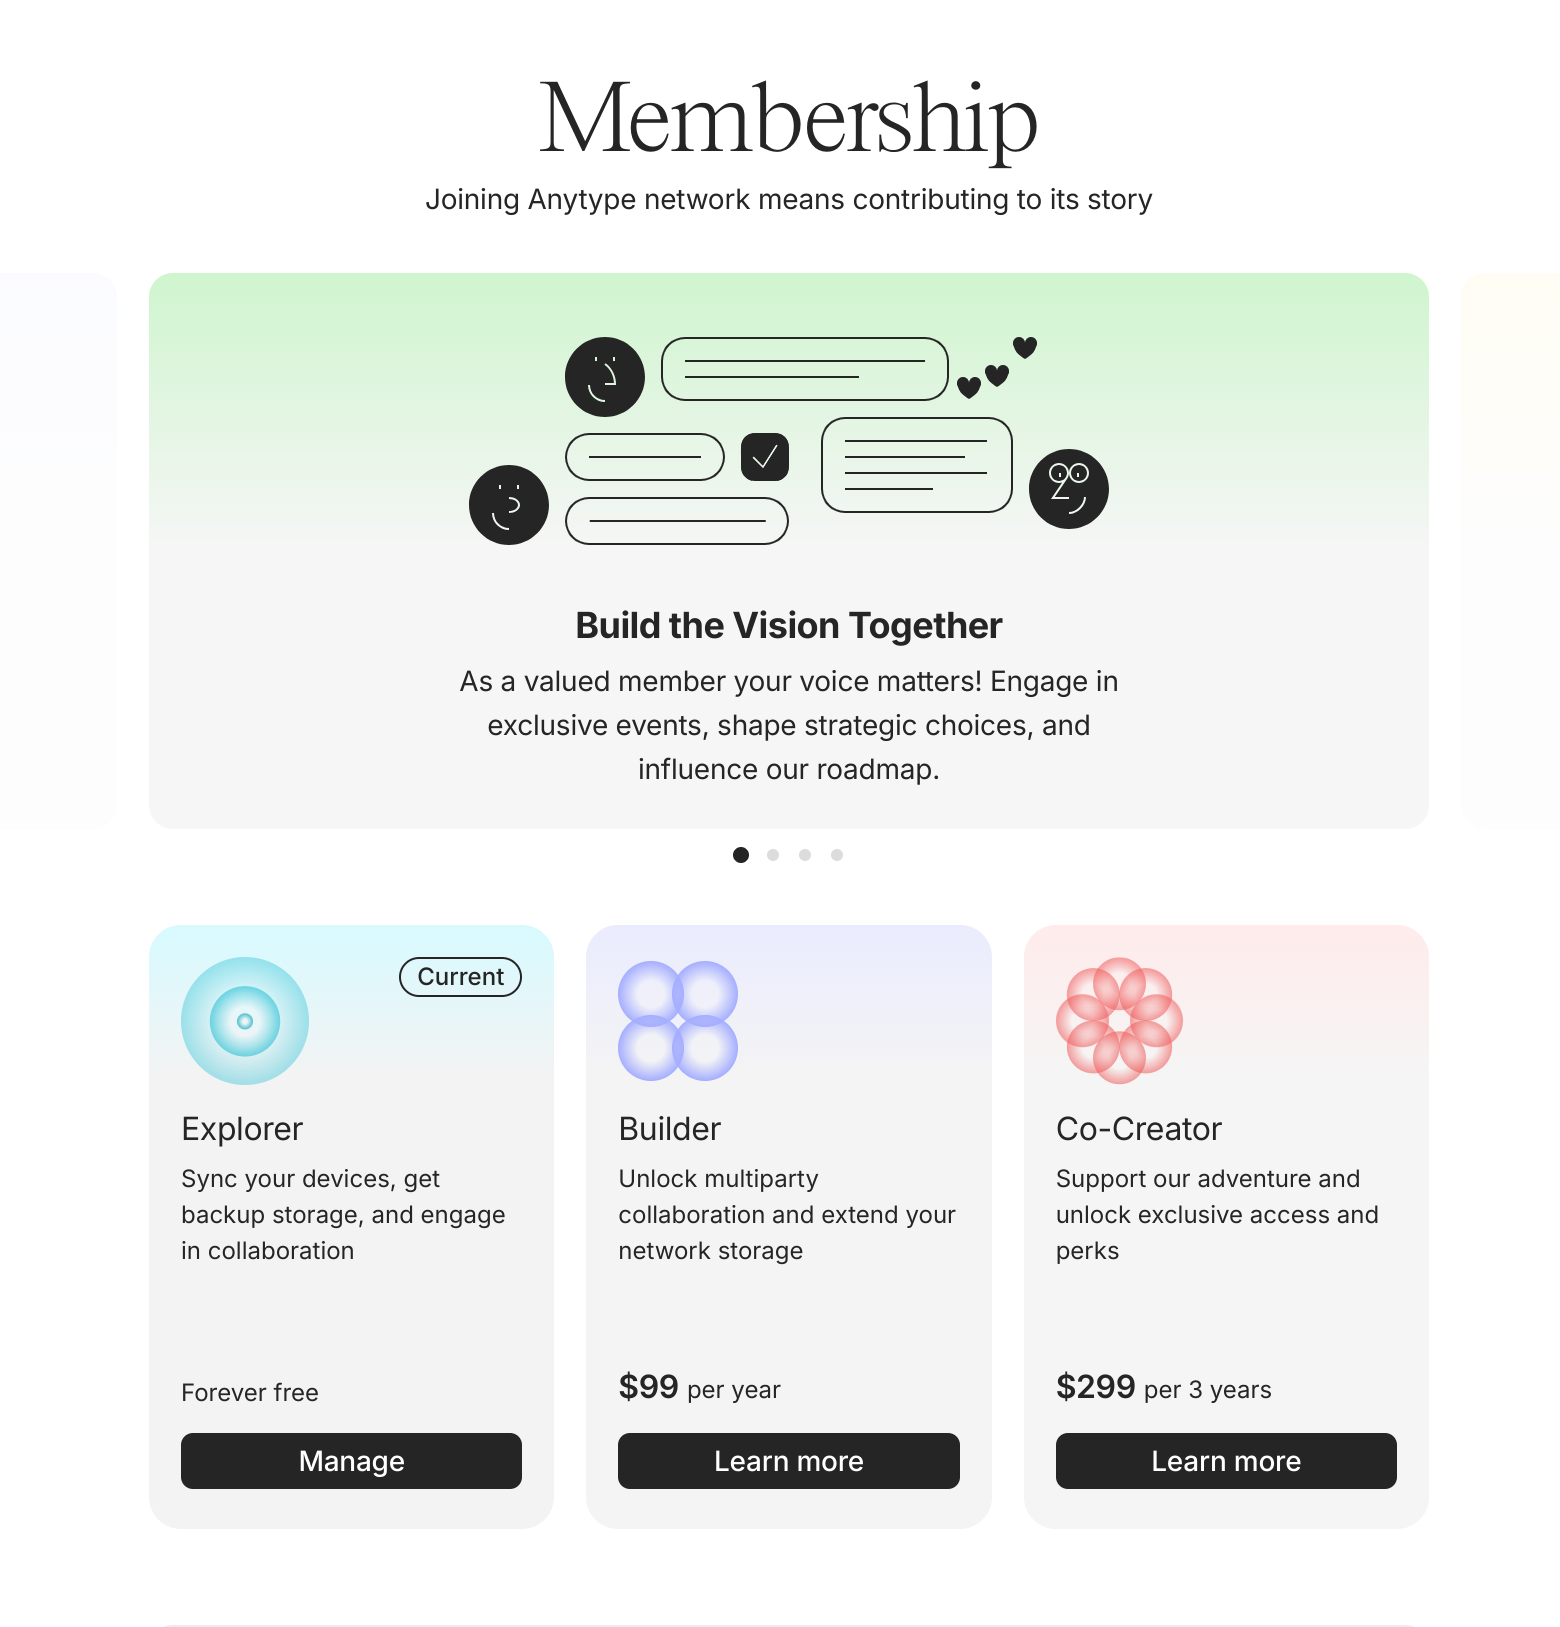 Membership
Joining Anytype network means contributing to its story
Build the Vision Together
As a valued member your voice matters! Engage in
exclusive events, shape strategic choices, and
influence our roadmap.
Current
Explorer
Sync your devices, get
backup storage, and engage
in collaboration
Forever free
Manage
Builder
Unlock multiparty
collaboration and extend your
network storage
$99 per year
Learn more
Co-Creator
Support our adventure and
unlock exclusive access and
perks
$299 per 3 years
Learn more